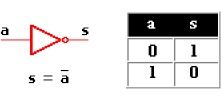 a s
s = a̅
a s
0 1
1 0